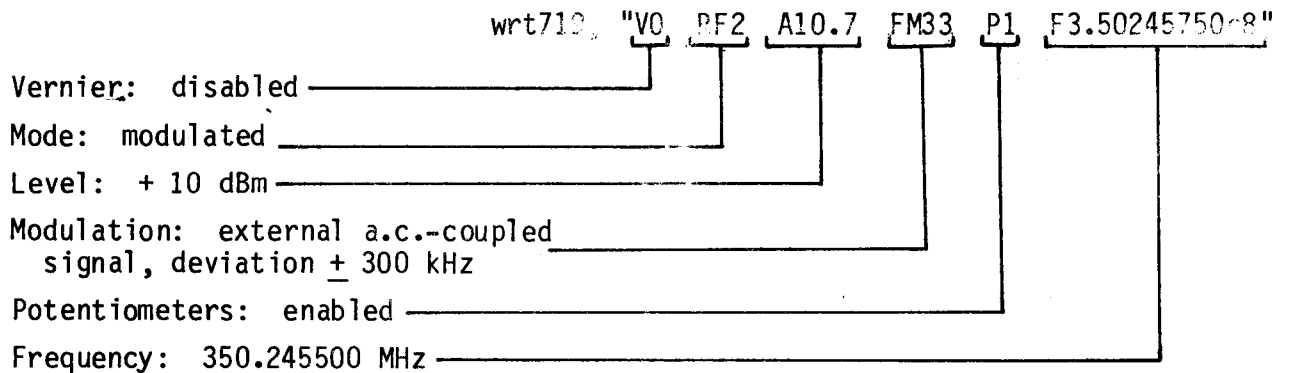 wrt719, "V0 RF2 A10.7 FM33 P1 F3.50245750e8"
Vernier: disabled
Mode: modulated
Level: + 10 dBm
Modulation: external a.c.-coupled
signal, deviation + 300 kHz
Potentiometers: enabled
Frequency: 350.245500 MHz